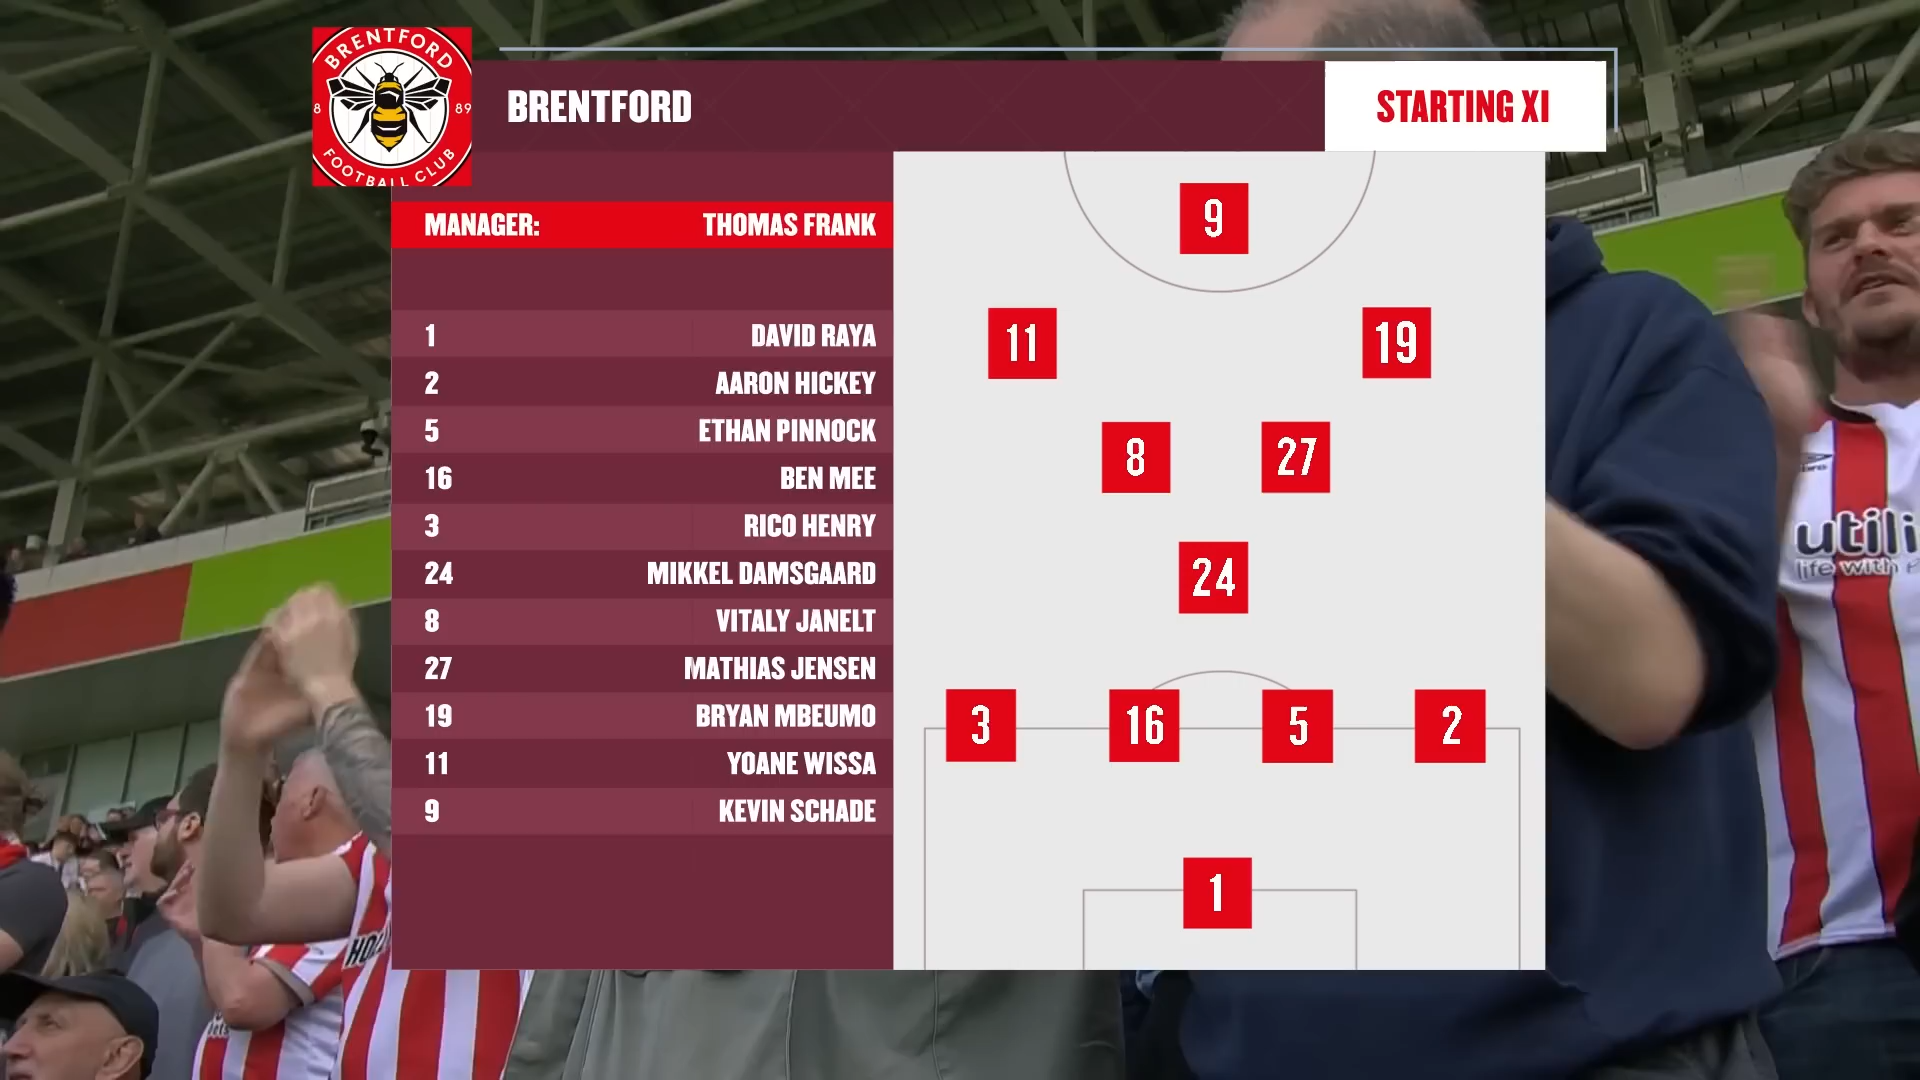 BRENTFORD
8 89
FOOTBALL CLUB
BRENTFORD
STARTING XI
MANAGER: THOMAS FRANK
1 DAVID RAYA
2 AARON HICKEY
5 ETHAN PINNOCK
16 BEN MEE
3 RICO HENRY
24 MIKKEL DAMSGAARD
8 VITALY JANELT
27 MATHIAS JENSEN
19 BRYAN MBEUMO
11 YOANE WISSA
9 KEVIN SCHADE
9
11 19
8 27
24
3 16 5 2
1
utili
life with